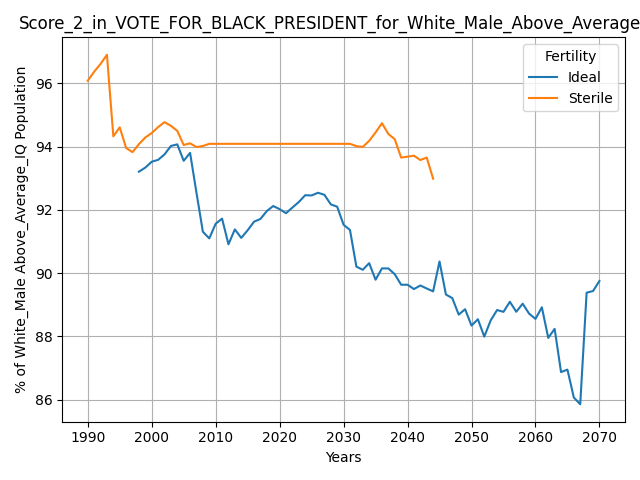 Score_2_in_VOTE_FOR_BLACK_PRESIDENT_for_White_Male_Above_Average
Fertility
Ideal
Sterile
% of White_Male Above_Average_IQ Population
96
94
92
90
88
86
1990 2000 2010 2020 2030 2040 2050 2060 2070
Years